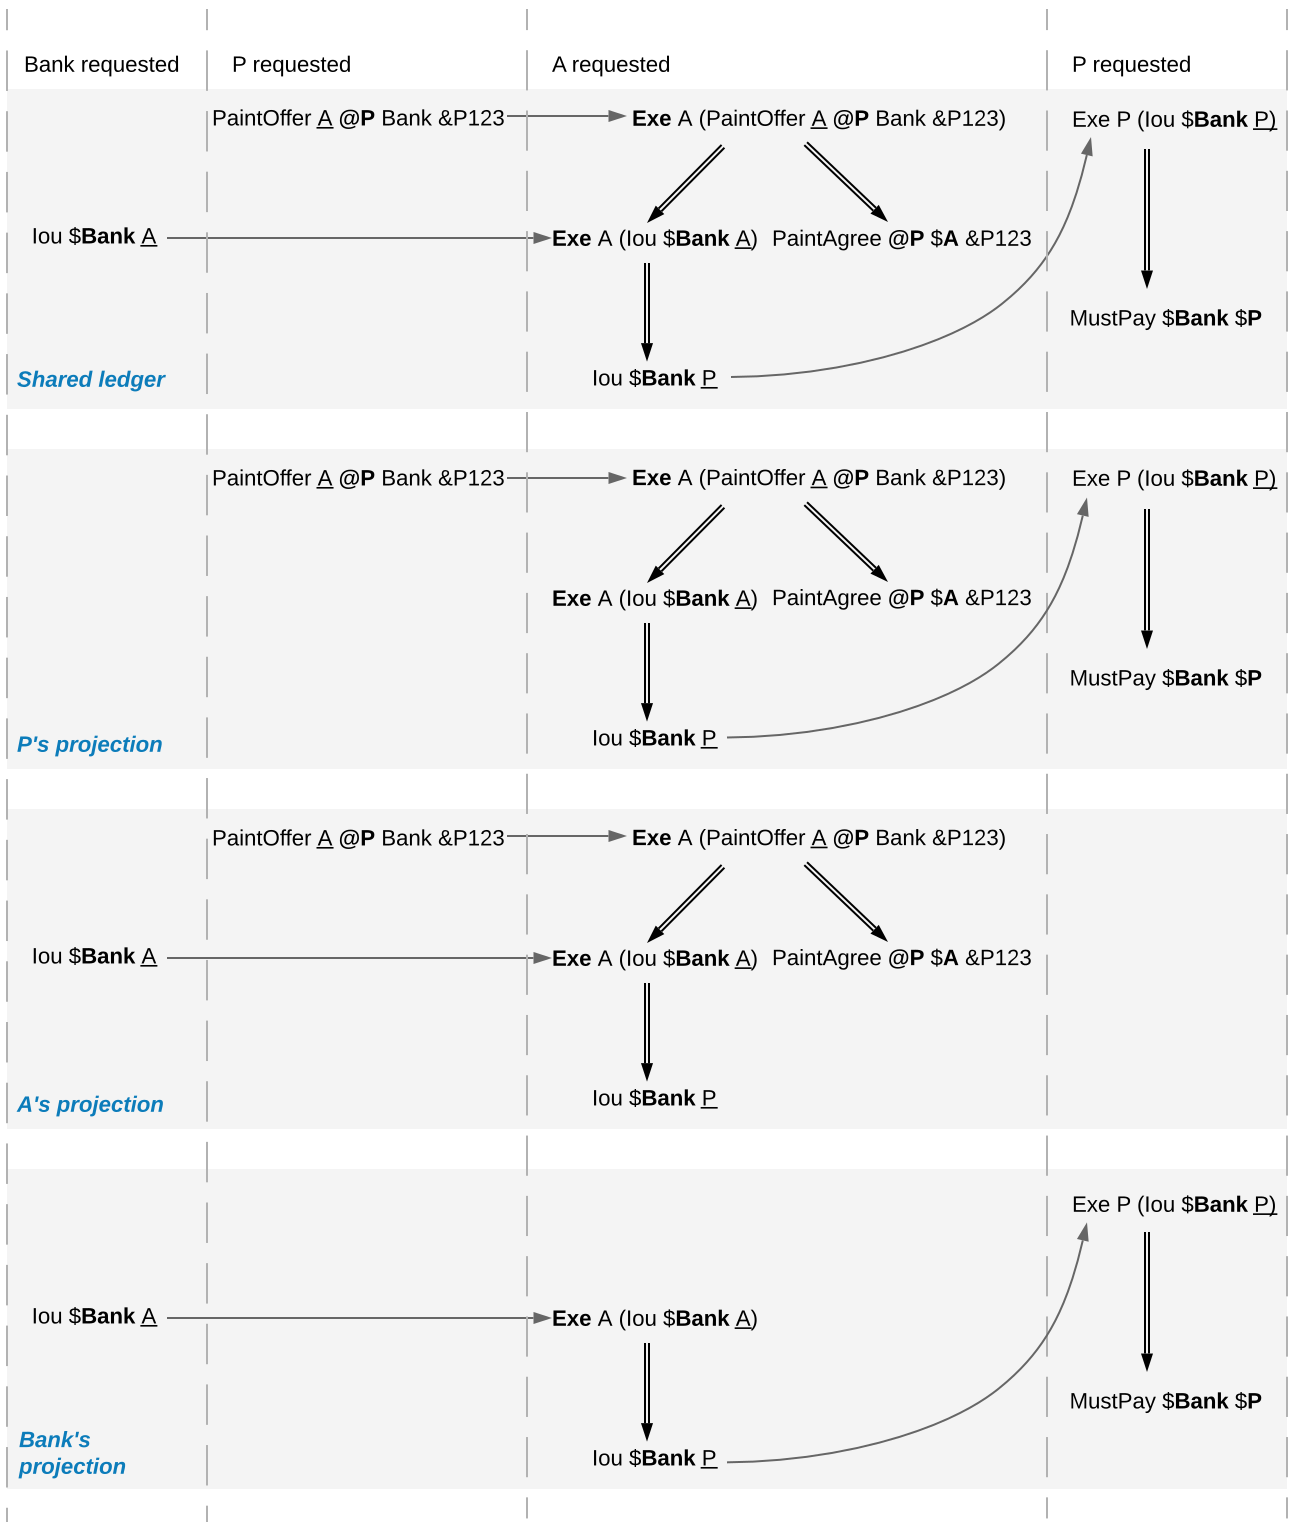 Bank requested
P requested
A requested
P requested
PaintOffer A @P Bank &P123
Exe A (PaintOffer A @P Bank &P123)
Exe P (Iou $Bank P)
Iou $Bank A
Exe A (Iou $Bank A)
PaintAgree @P $A &P123
MustPay $Bank $P
Iou $Bank P
Shared ledger
PaintOffer A @P Bank &P123
Exe A (PaintOffer A @P Bank &P123)
Exe P (Iou $Bank P)
Exe A (Iou $Bank A)
PaintAgree @P $A &P123
MustPay $Bank $P
Iou $Bank P
P's projection
PaintOffer A @P Bank &P123
Exe A (PaintOffer A @P Bank &P123)
Iou $Bank A
Exe A (Iou $Bank A)
PaintAgree @P $A &P123
Iou $Bank P
A's projection
Exe P (Iou $Bank P)
Iou $Bank A
Exe A (Iou $Bank A)
MustPay $Bank $P
Iou $Bank P
Bank's
projection